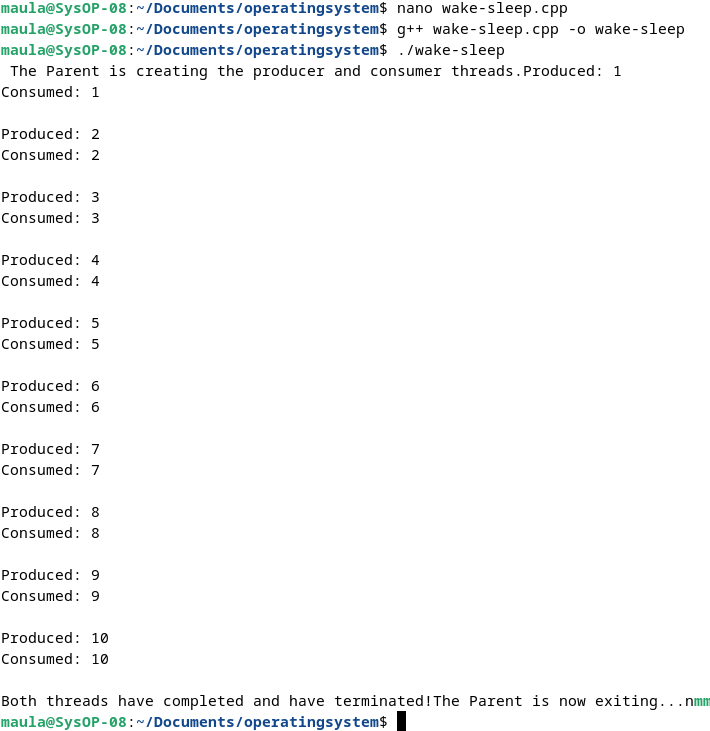 maula@SysOP-08:~/Documents/operatingsystem$ nano wake-sleep.cpp
maula@SysOP-08:~/Documents/operatingsystem$ g++ wake-sleep.cpp -o wake-sleep
maula@SysOP-08:~/Documents/operatingsystem$ ./wake-sleep
 The Parent is creating the producer and consumer threads.Produced: 1
Consumed: 1

Produced: 2
Consumed: 2

Produced: 3
Consumed: 3

Produced: 4
Consumed: 4

Produced: 5
Consumed: 5

Produced: 6
Consumed: 6

Produced: 7
Consumed: 7

Produced: 8
Consumed: 8

Produced: 9
Consumed: 9

Produced: 10
Consumed: 10

Both threads have completed and have terminated!The Parent is now exiting...nmm
maula@SysOP-08:~/Documents/operatingsystem$